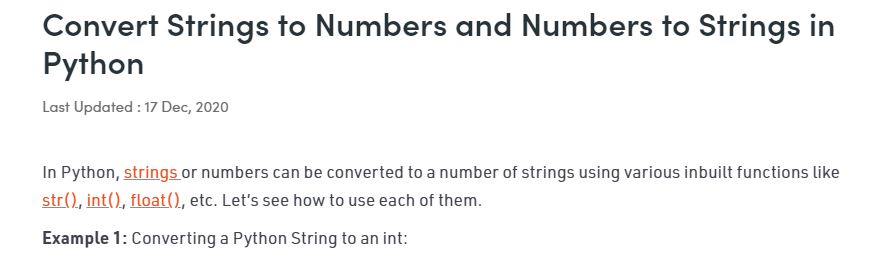 Convert Strings to Numbers and Numbers to Strings in
Python
Last Updated : 17 Dec, 2020
In Python, strings or numbers can be converted to a number of strings using various inbuilt functions like
str(), int(), float(), etc. Let’s see how to use each of them.
Example 1: Converting a Python String to an int: